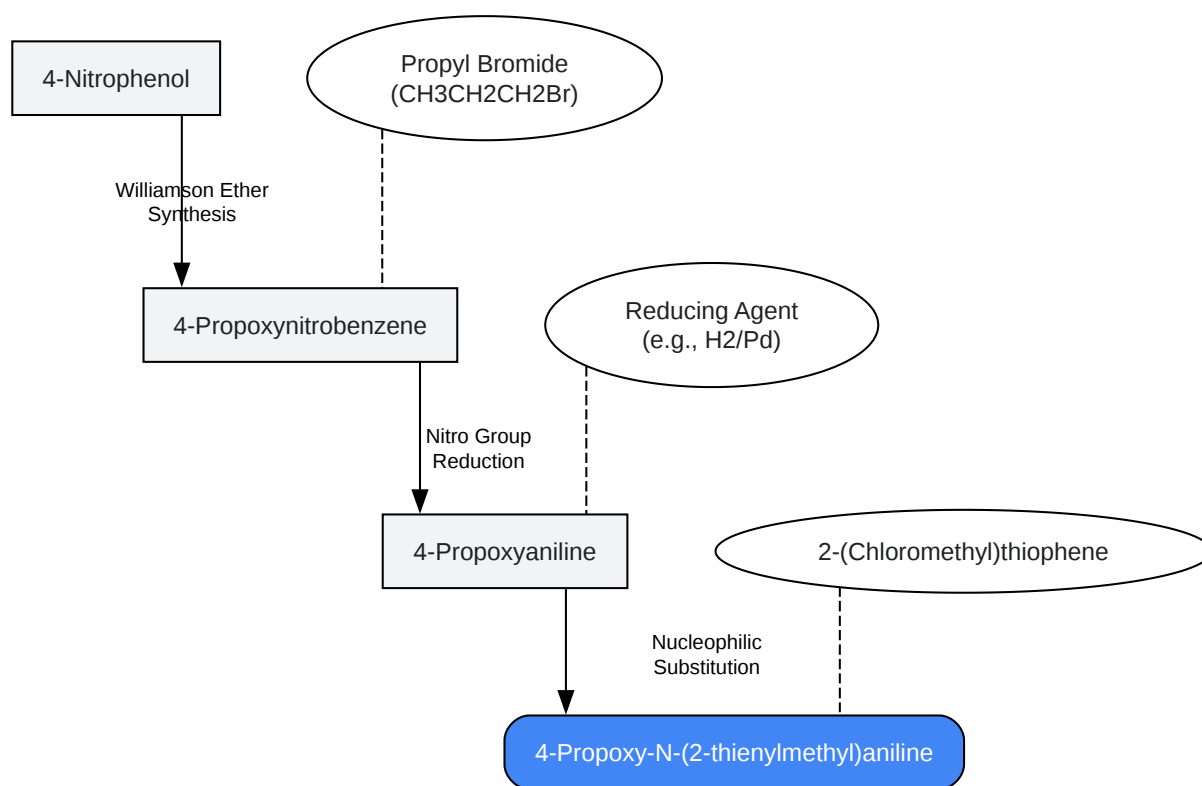 4-Nitrophenol
Propyl Bromide
(CH3CH2CH2Br)
Williamson Ether
Synthesis
4-Propoxynitrobenzene
Reducing Agent
(e.g., H2/Pd)
Nitro Group
Reduction
4-Propoxyaniline
2-(Chloromethyl)thiophene
Nucleophilic
Substitution
4-Propoxy-N-(2-thienylmethyl)aniline